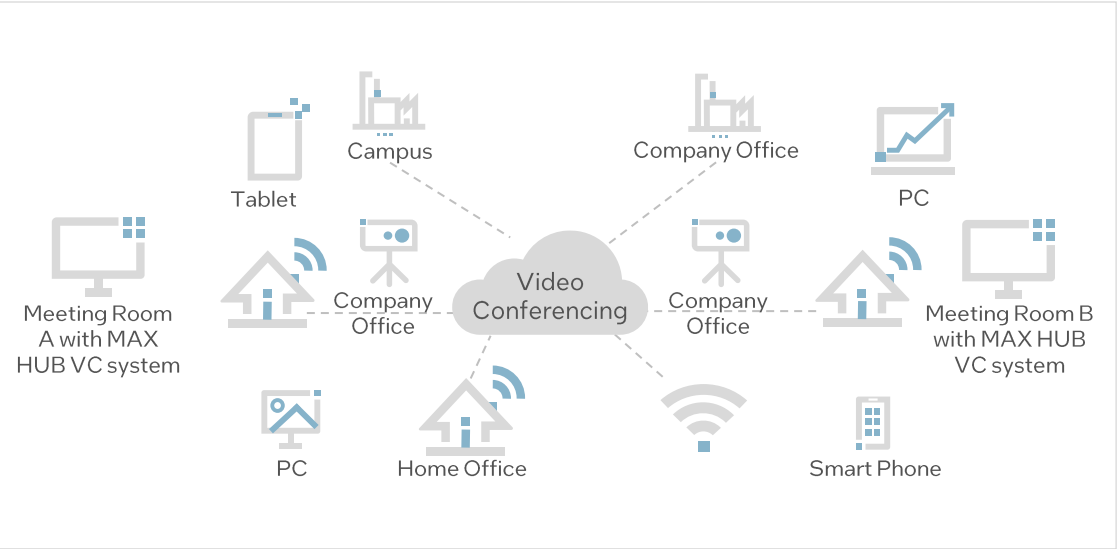 Campus
Company Office
Tablet
PC
Video
Conferencing
Meeting Room
A with MAX
HUB VC system
Company
Office
Company
Office
Meeting Room B
with MAX HUB
VC system
PC
Home Office
Smart Phone